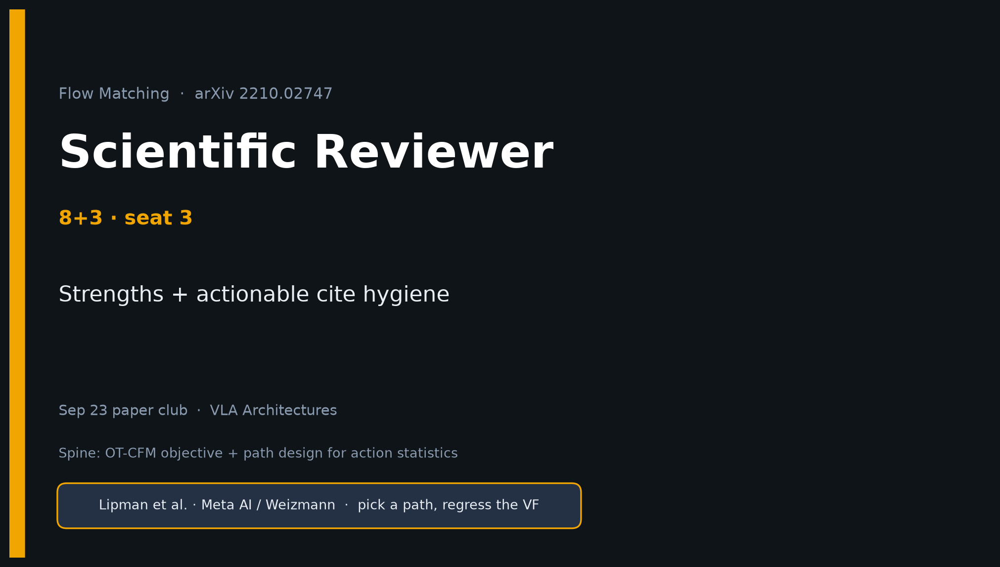 Flow Matching · arXiv 2210.02747
Scientific Reviewer
8+3 · seat 3
Strengths + actionable cite hygiene
Sep 23 paper club · VLA Architectures
Spine: OT-CFM objective + path design for action statistics
Lipman et al. · Meta AI / Weizmann · pick a path, regress the VF